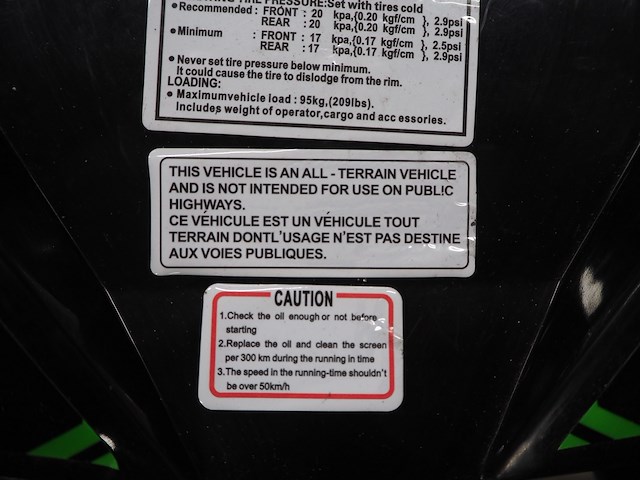 TIRE PRESSURE:Set with tires cold
•Recommended : FRONT : 20 kpa,{0.20 kgf/cm }, 2.9psi
REAR : 20 kpa,{0.20 kgf/cm }, 2.9psi
•Minimum : FRONT : 17 kpa,{0.17 kgf/cm }, 2.5psi
REAR : 17 kpa,{0.17 kgf/cm }, 2.9psi
• Never set tire pressure below minimum.
It could cause the tire to dislodge from the rim.
LOADING:
• Maximumvehicle load : 95kg,(209lbs).
Includes weight of operator,cargo and acc essories.
THIS VEHICLE IS AN ALL - TERRAIN VEHICLE
AND IS NOT INTENDED FOR USE ON PUBL!C
HIGHWAYS.
CE VÉHICULE EST UN VÉHICULE TOUT
TERRAIN DONTL'USAGE N'EST PAS DESTINE
AUX VOIES PUBLIQUES.
CAUTION
1.Check the oil enough or not before
starting
2.Replace the oil and clean the screen
per 300 km during the running in time
3.The speed in the running-time shouldn't
be over 50km/h